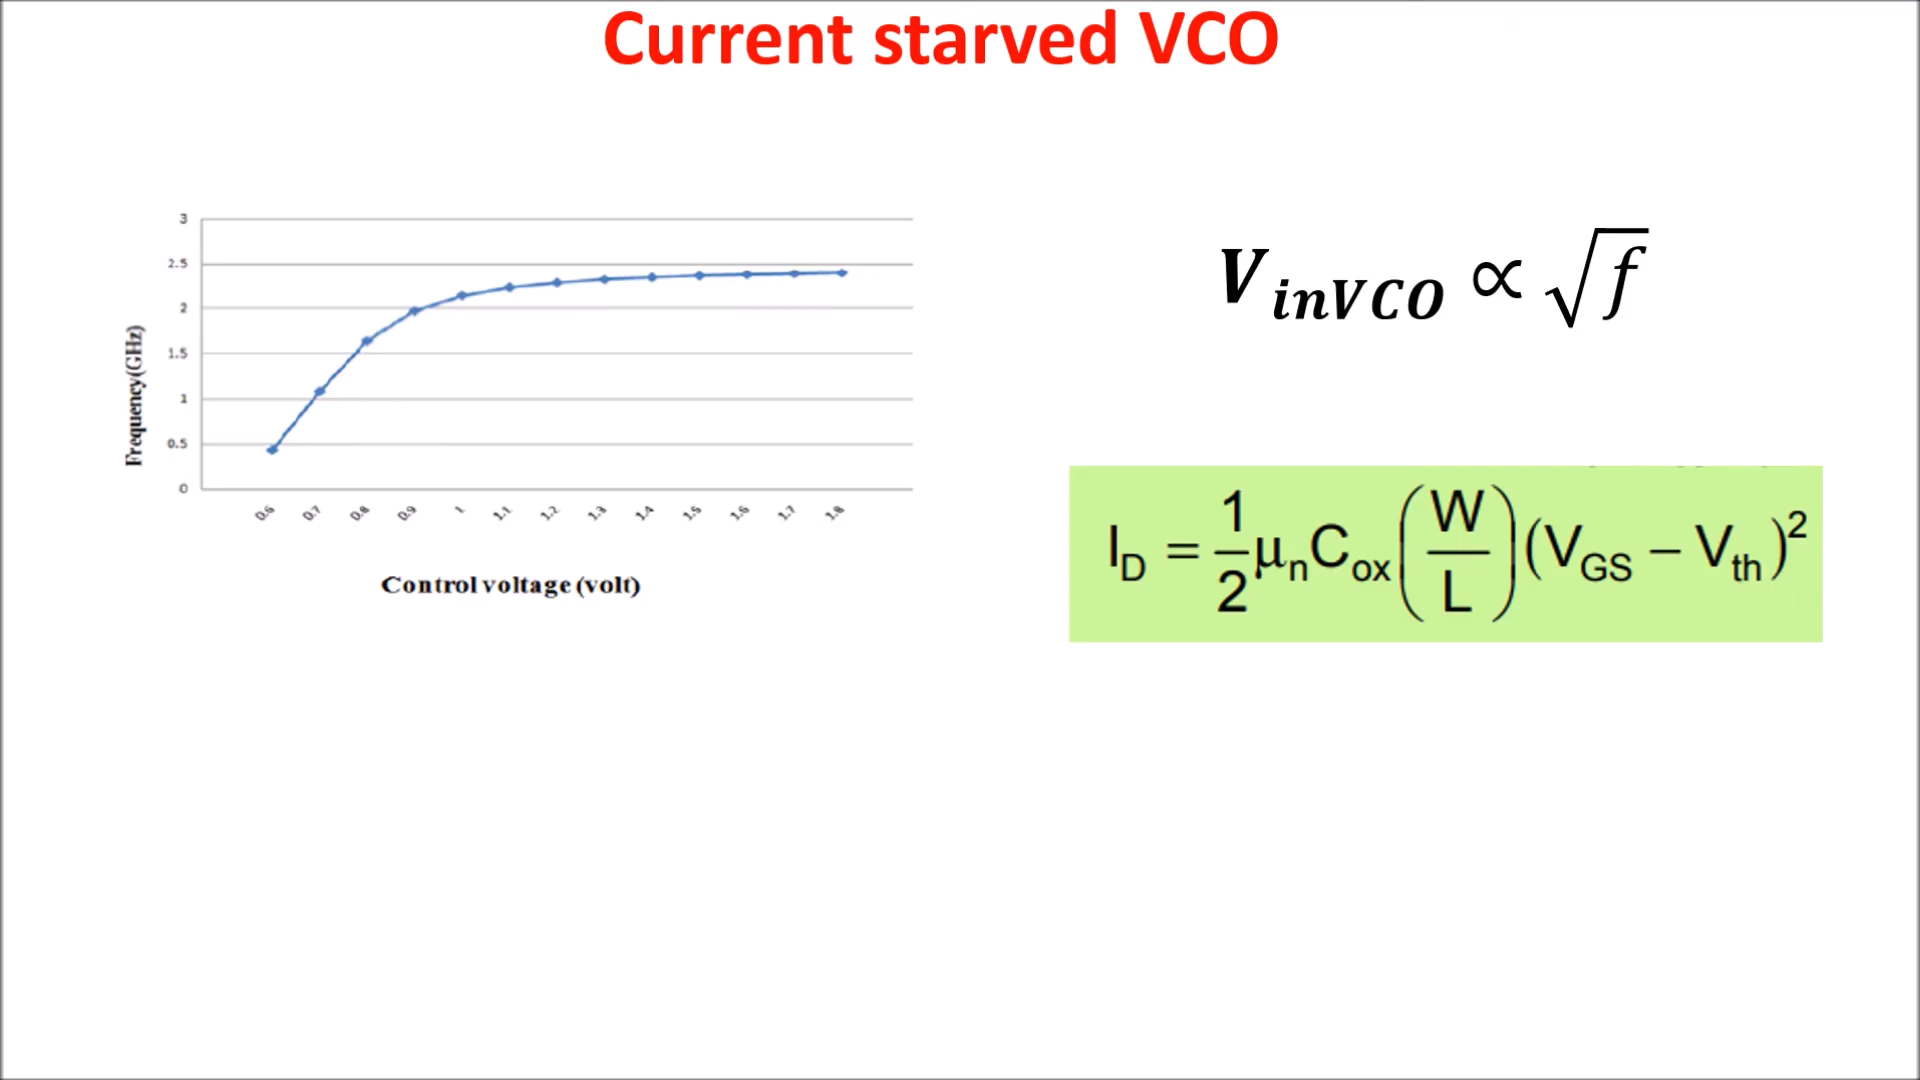 Current starved VCO
3
2.5
2
1.5
1
0.5
0
Frequency(GHz)
0.6 0.7 0.8 0.9 1 1.1 1.2 1.3 1.4 1.5 1.6 1.7 1.8
Control voltage (volt)
V_inVCO ∝ √f
I_D = 1/2 μ_n C_ox (W/L) (V_GS – V_th)²